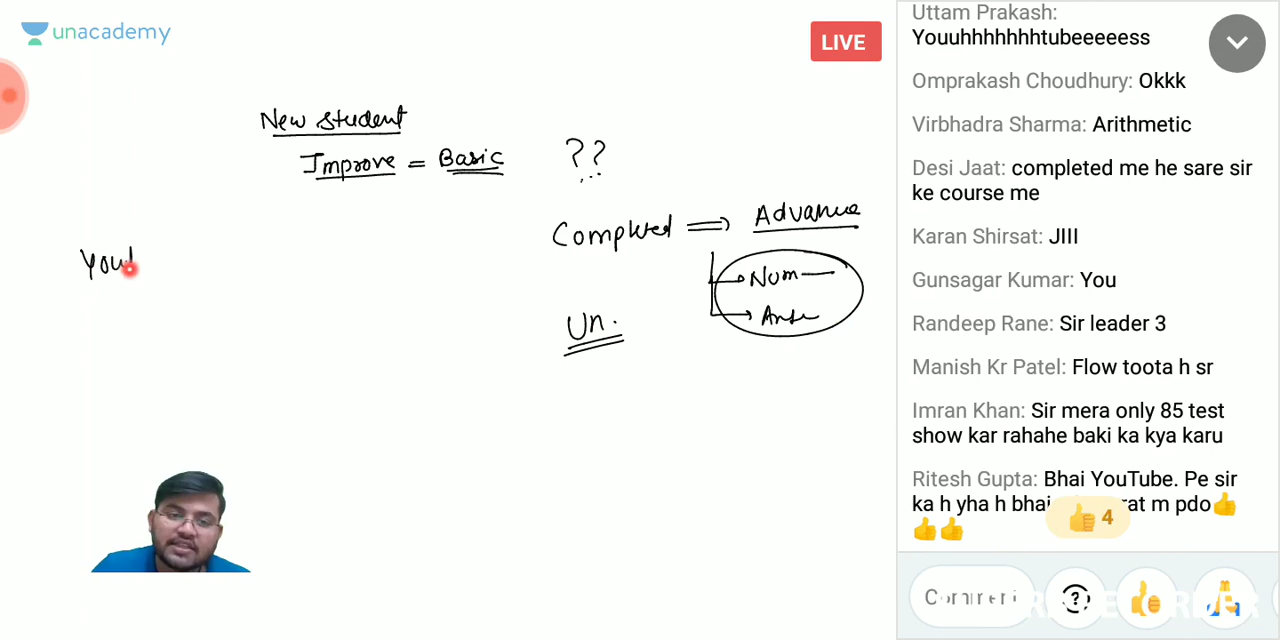 unacademy
LIVE
New Student
Improve = Basic ??
Completed ⇒ Advance
Num
You
Un.
Uttam Prakash:
Youuhhhhhhhtubeeeeess
Omprakash Choudhury: Okkk
Virbhadra Sharma: Arithmetic
Desi Jaat: completed me he sare sir
ke course me
Karan Shirsat: JIII
Gunsagar Kumar: You
Randeep Rane: Sir leader 3
Manish Kr Patel: Flow toota h sr
Imran Khan: Sir mera only 85 test
show kar rahahe baki ka kya karu
Ritesh Gupta: Bhai YouTube. Pe sir
ka h yha h bhai m pdo👍
👍👍
👍 4
Comment